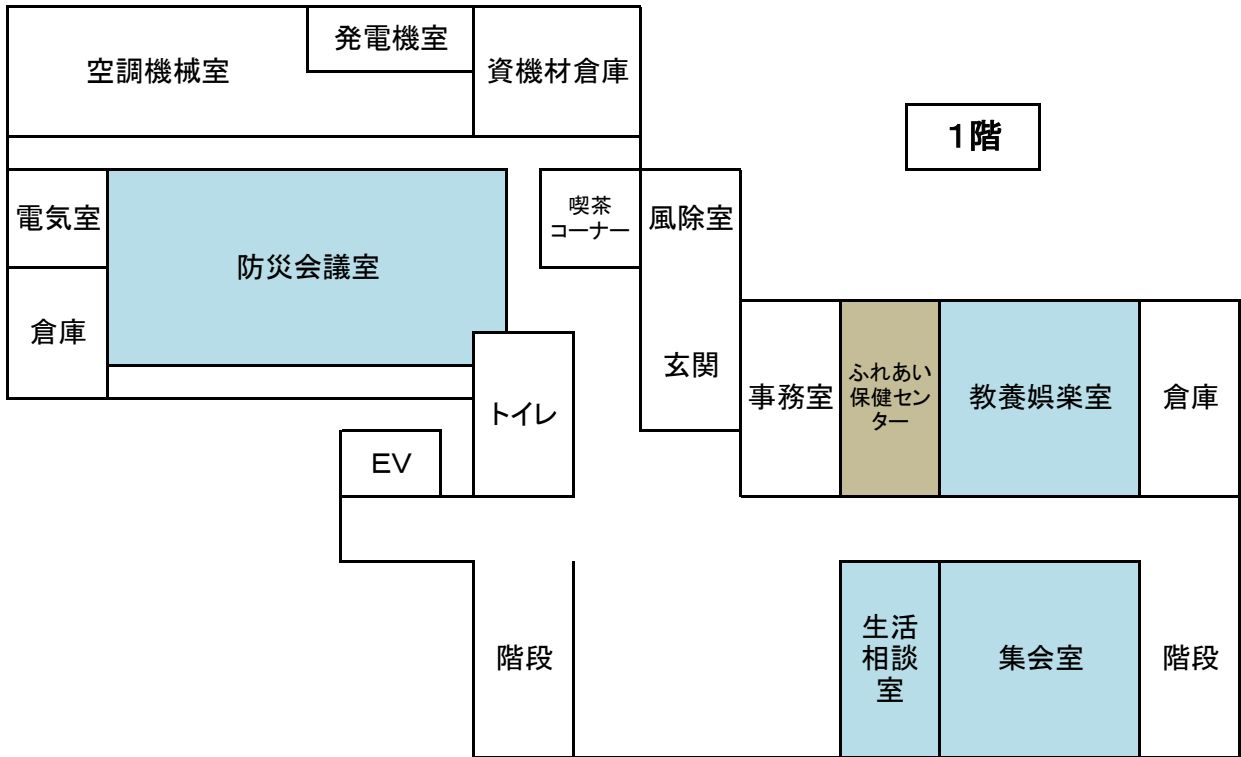 発電機室
空調機械室
資機材倉庫
1階
電気室
防災会議室
喫茶
コーナー
風除室
倉庫
玄関
事務室
ふれあい
保健セン
ター
教養娯楽室
倉庫
トイレ
EV
階段
生活
相談
室
集会室
階段